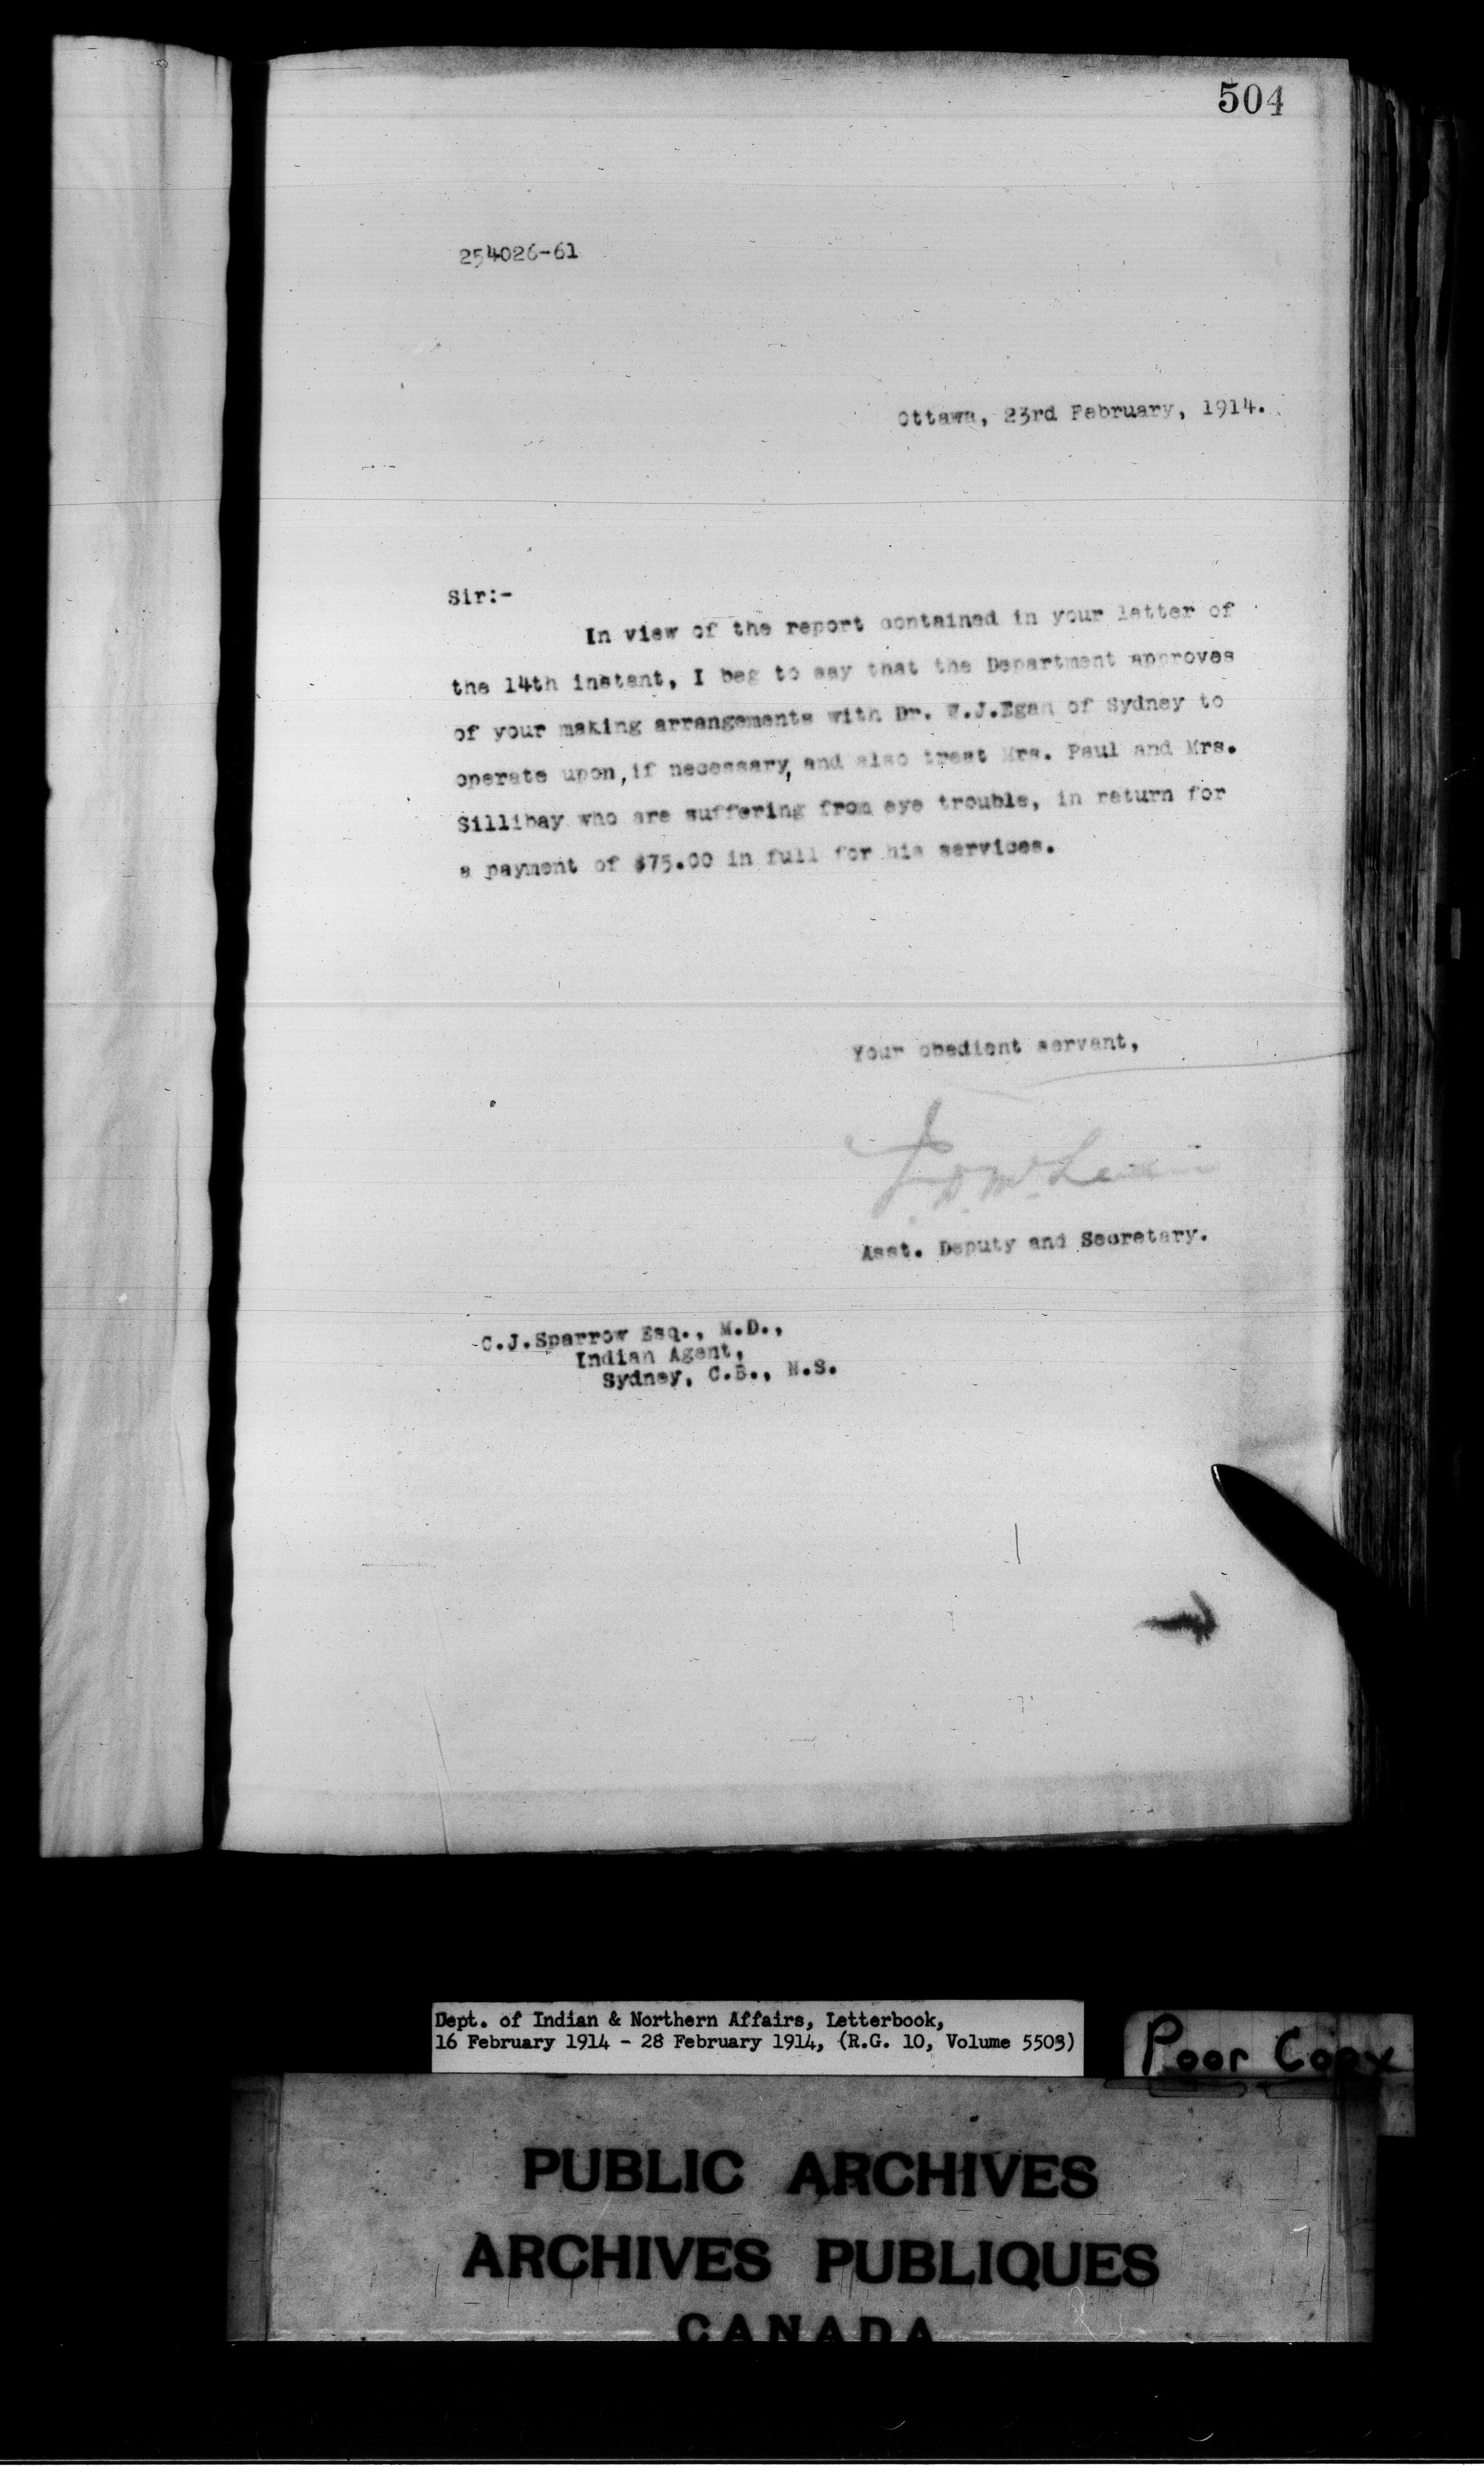 504
254026-61
Ottawa, 23rd February, 1914.
Sir:-
In view of the report contained in your letter of
the 14th instant, I beg to say that the Department approves
of your making arrangements with Dr. W.J.Egan of Sydney to
operate upon, if necessary, and also treat Mrs. Paul and Mrs.
Sillibay who are suffering from eye trouble, in return for
a payment of $75.00 in full for his services.
Your obedient servant,
J. D. McLean
Asst. Deputy and Secretary.
C.J.Sparrow Esq., M.D.,
Indian Agent,
Sydney, C.B., N.S.
Dept. of Indian & Northern Affairs, Letterbook,
16 February 1914 - 28 February 1914, (R.G. 10, Volume 5503)
Poor Copy
PUBLIC ARCHIVES
ARCHIVES PUBLIQUES
CANADA